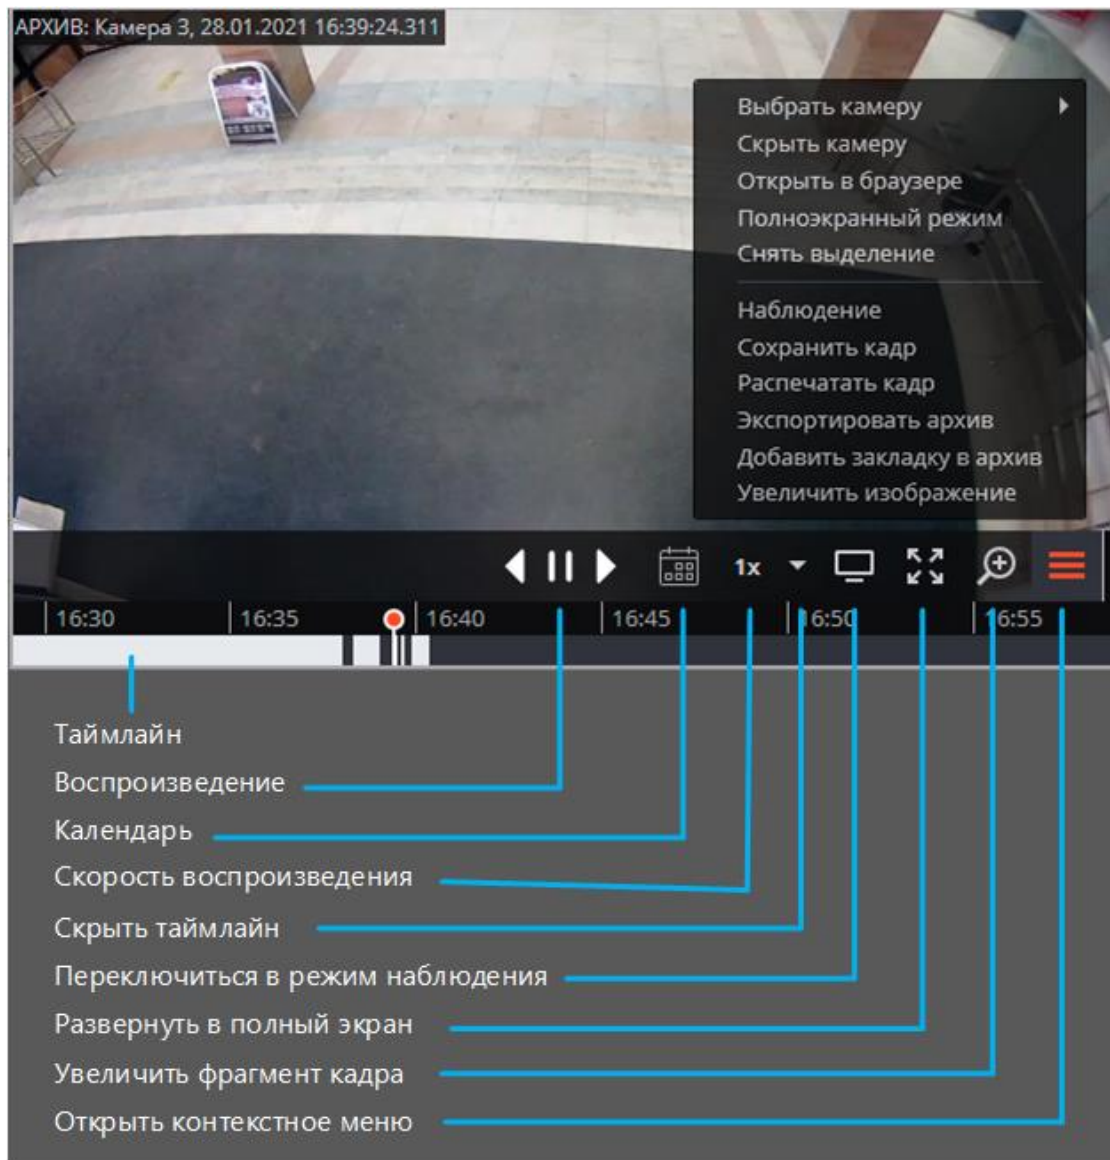 АРХИВ: Камера 3, 28.01.2021 16:39:24.311
Выбрать камеру
Скрыть камеру
Открыть в браузере
Полноэкранный режим
Снять выделение
Наблюдение
Сохранить кадр
Распечатать кадр
Экспортировать архив
Добавить закладку в архив
Увеличить изображение
1x
16:30 16:35 16:40 16:45 16:50 16:55
Таймлайн
Воспроизведение
Календарь
Скорость воспроизведения
Скрыть таймлайн
Переключиться в режим наблюдения
Развернуть в полный экран
Увеличить фрагмент кадра
Открыть контекстное меню